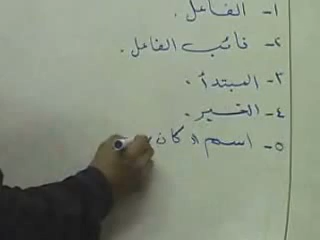 ١- الفاعل.
٢- نائب الفاعل.
٣- المبتدأ.
٤- الخبر.
٥- اسم " كان